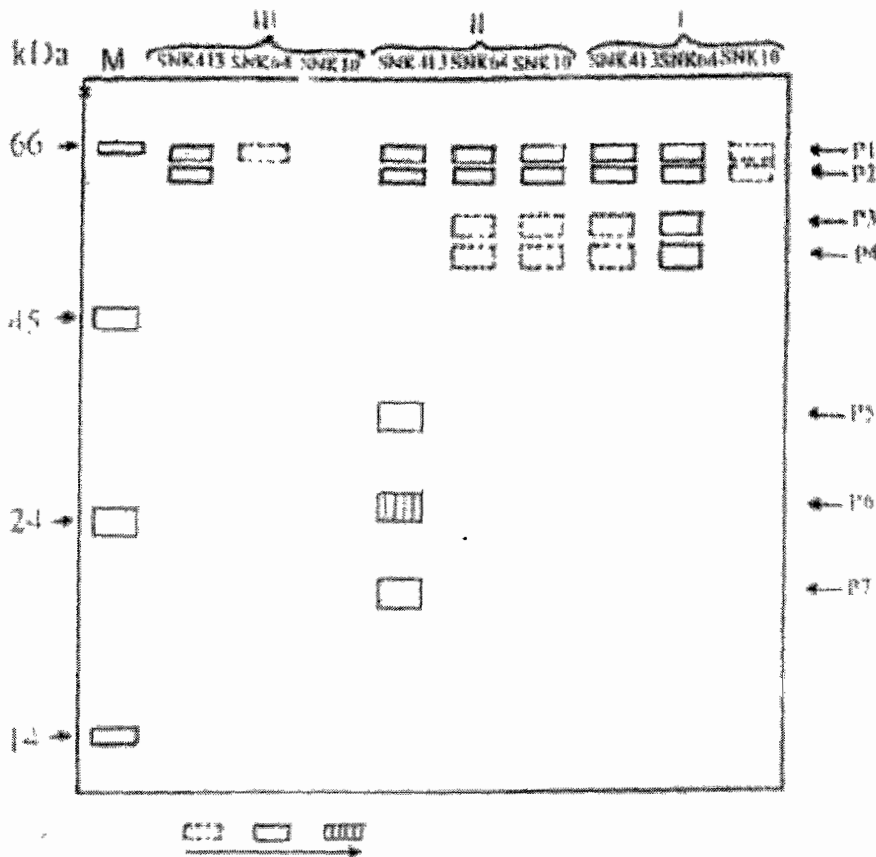 III II I
kDa M SNK413 SNK64 SNK10 SNK413 SNK64 SNK10 SNK413 SNK64 SNK10
66 P1
P2
P3
P4
45
P5
24 P6
P7
14